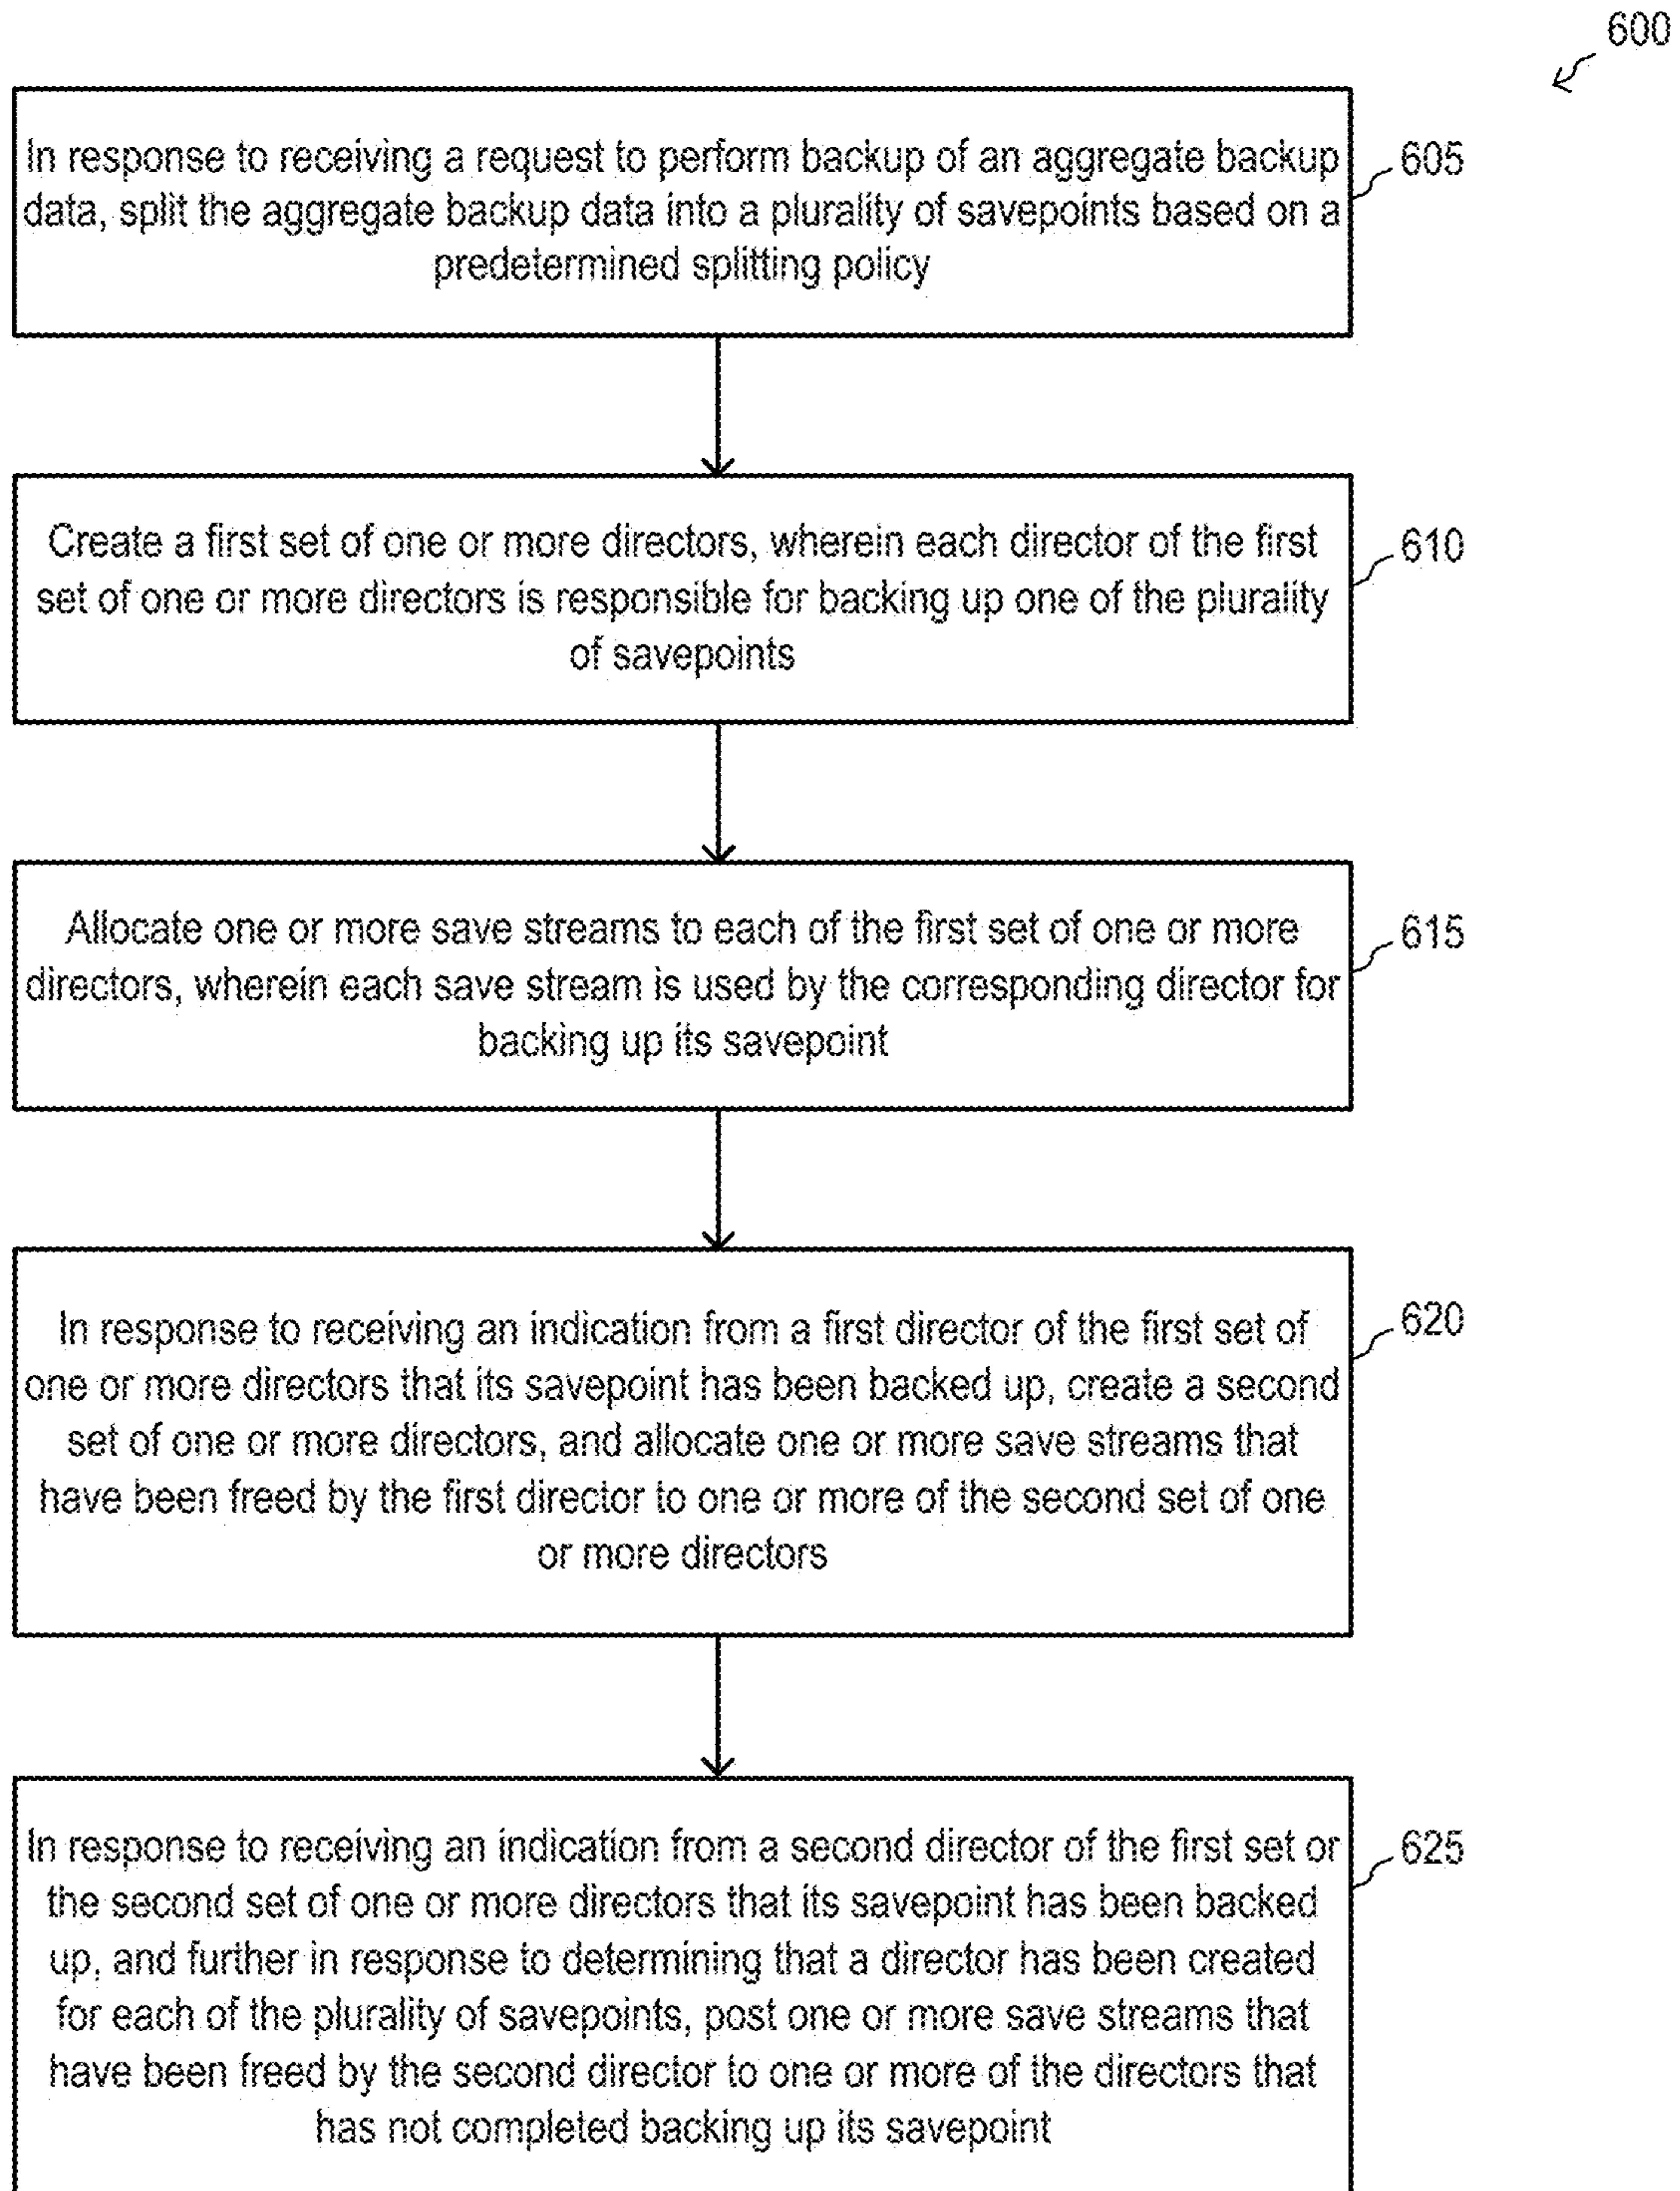 600
In response to receiving a request to perform backup of an aggregate backup
data, split the aggregate backup data into a plurality of savepoints based on a
predetermined splitting policy
605
Create a first set of one or more directors, wherein each director of the first
set of one or more directors is responsible for backing up one of the plurality
of savepoints
610
Allocate one or more save streams to each of the first set of one or more
directors, wherein each save stream is used by the corresponding director for
backing up its savepoint
615
In response to receiving an indication from a first director of the first set of
one or more directors that its savepoint has been backed up, create a second
set of one or more directors, and allocate one or more save streams that
have been freed by the first director to one or more of the second set of one
or more directors
620
In response to receiving an indication from a second director of the first set or
the second set of one or more directors that its savepoint has been backed
up, and further in response to determining that a director has been created
for each of the plurality of savepoints, post one or more save streams that
have been freed by the second director to one or more of the directors that
has not completed backing up its savepoint
625